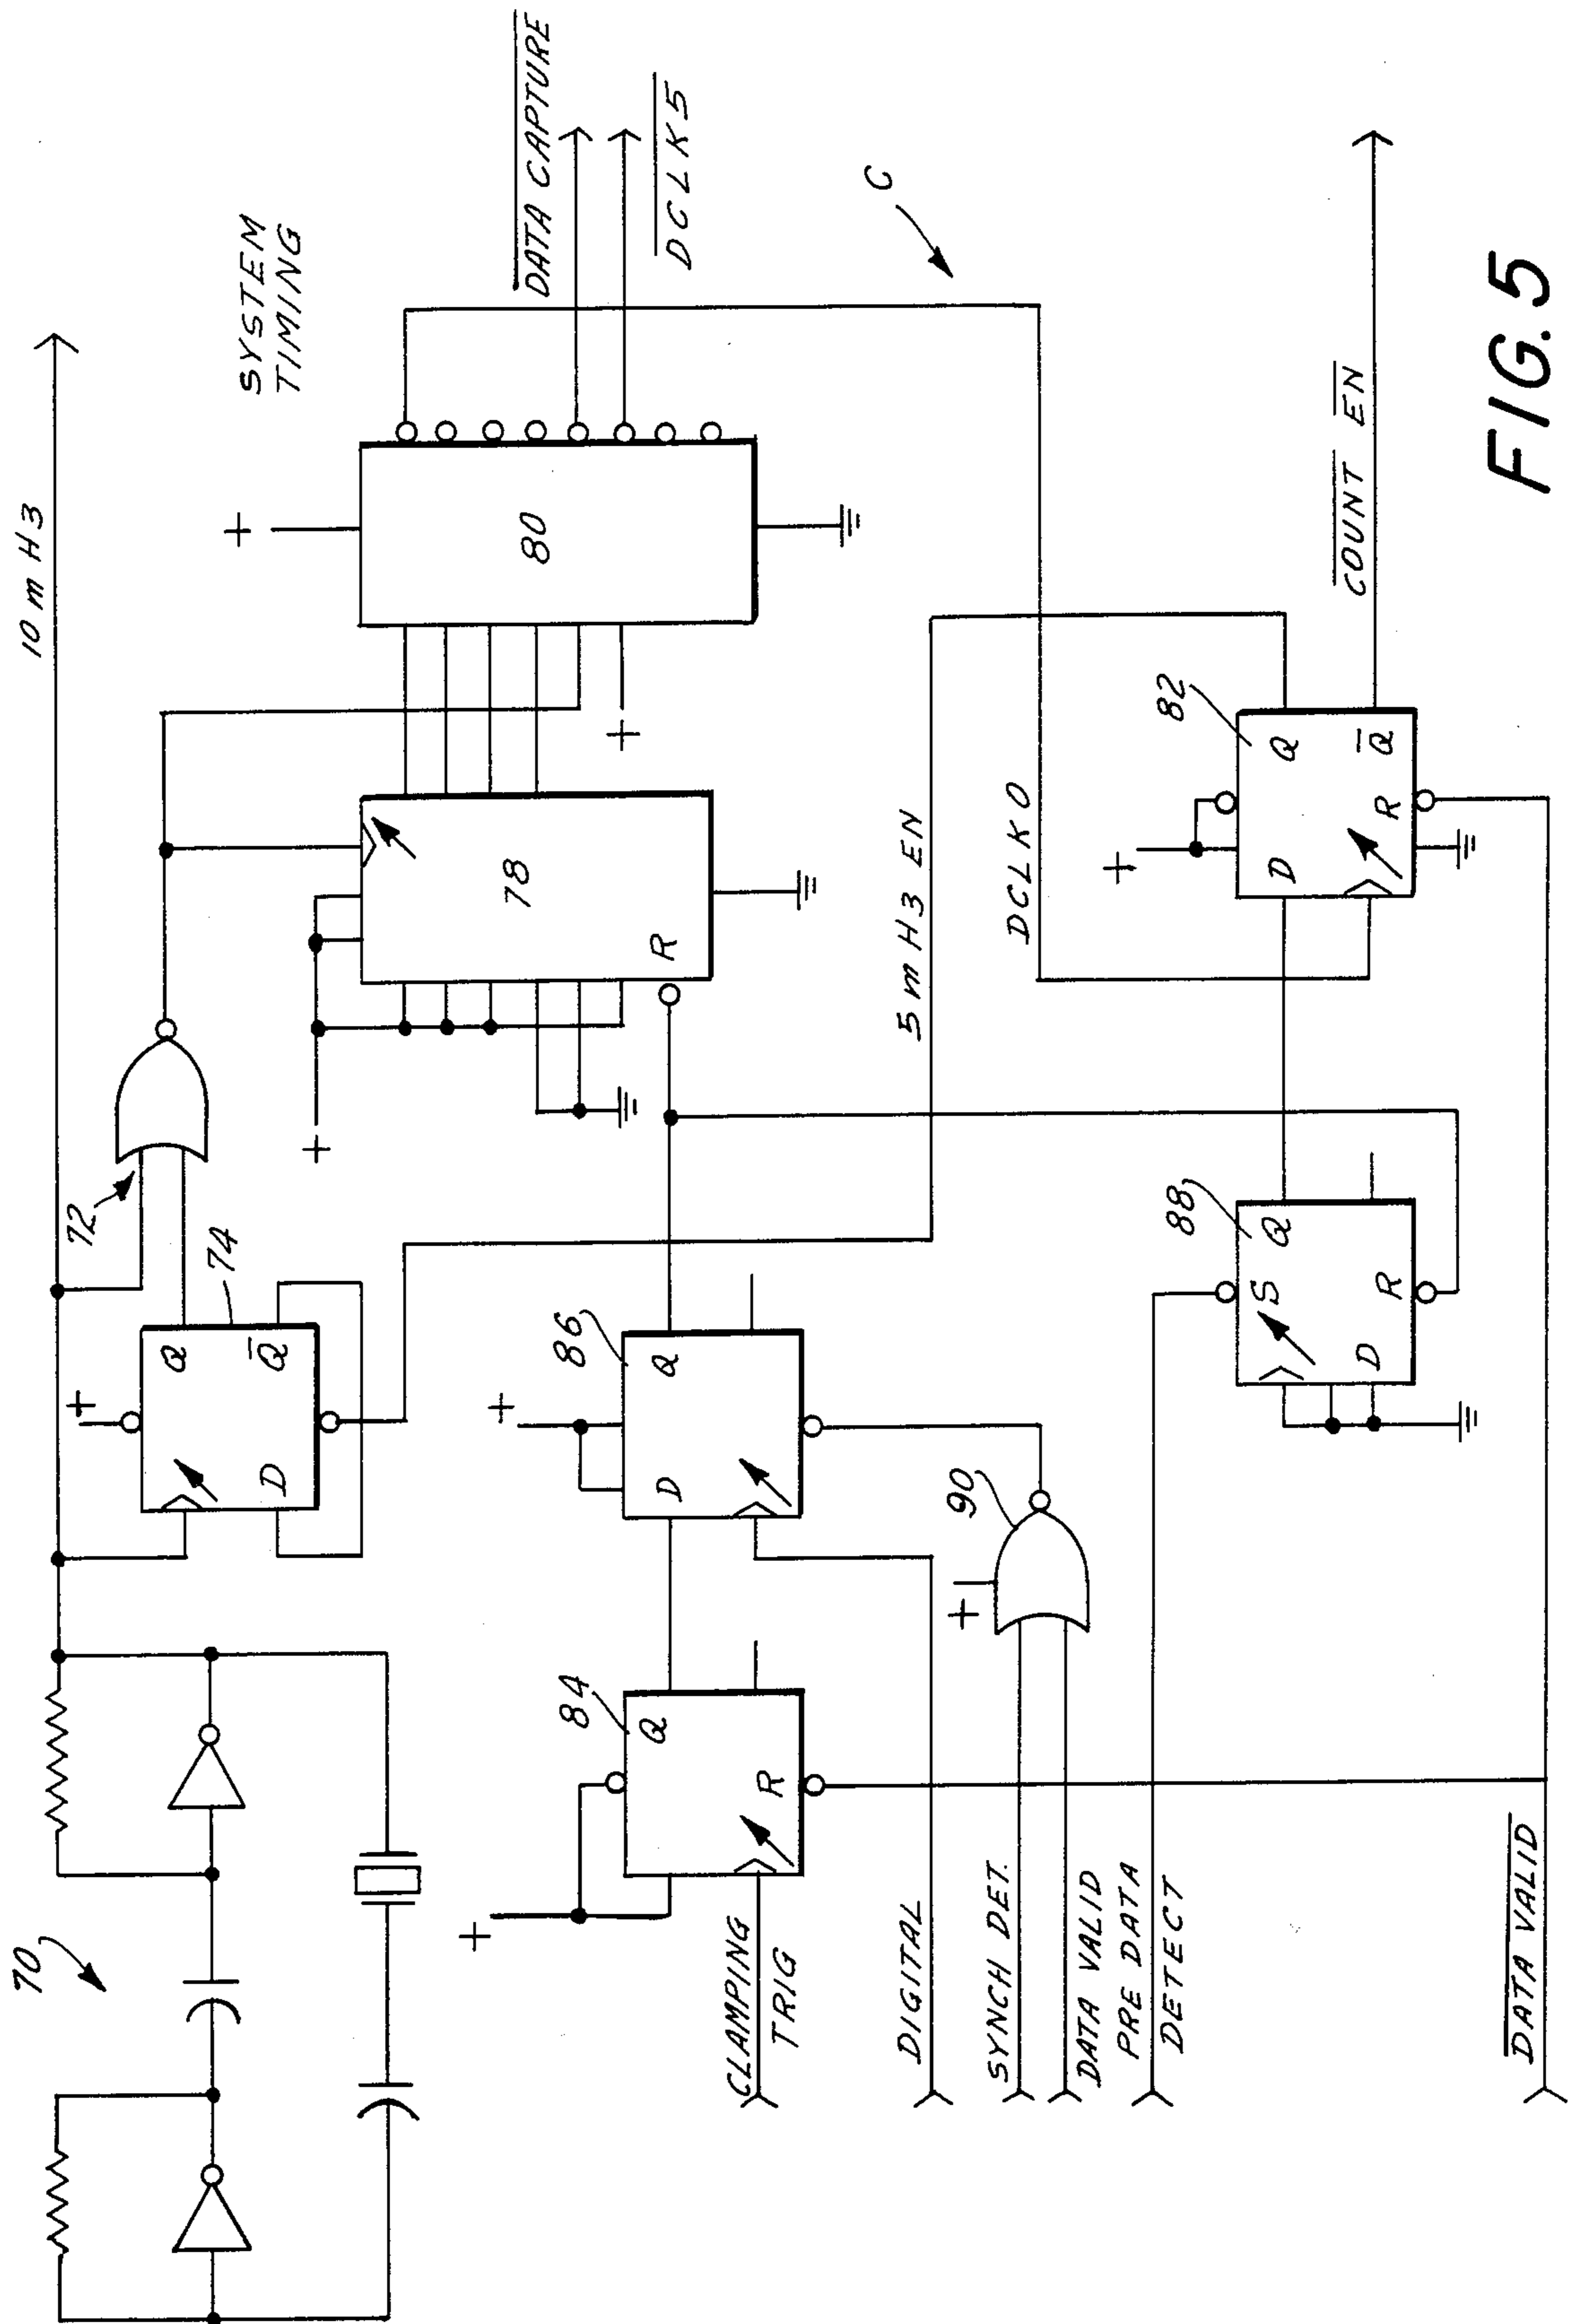 10 mH3
SYSTEM
TIMING
DATA CAPTURE
DCLK5
C
70
72
74
Q
Q
D
+
+
78
R
+
80
+
+
5 mH3 EN
DCLKO
84
Q
R
+
CLAMPING
TRIG
86
Q
D
+
DIGITAL
90
+
SYNCH DET.
DATA VALID
PRE DATA
DETECT
88
S
Q
R
D
82
Q
Q
D
R
+
COUNT EN
DATA VALID
FIG. 5